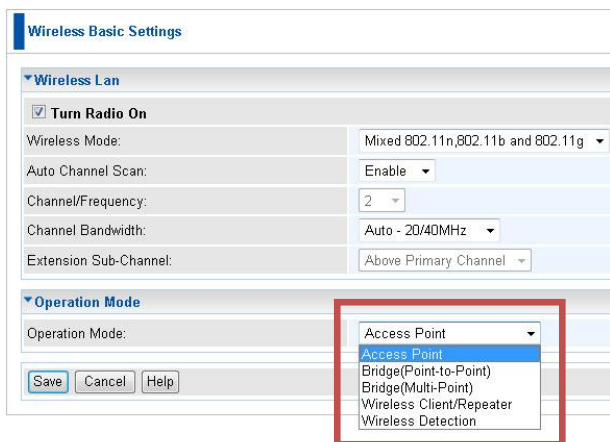 Wireless Basic Settings
Wireless Lan
Turn Radio On
Wireless Mode: Mixed 802.11n,802.11b and 802.11g
Auto Channel Scan: Enable
Channel/Frequency: 2
Channel Bandwidth: Auto - 20/40MHz
Extension Sub-Channel: Above Primary Channel
Operation Mode
Operation Mode: Access Point
Access Point
Bridge(Point-to-Point)
Bridge(Multi-Point)
Wireless Client/Repeater
Wireless Detection
Save Cancel Help